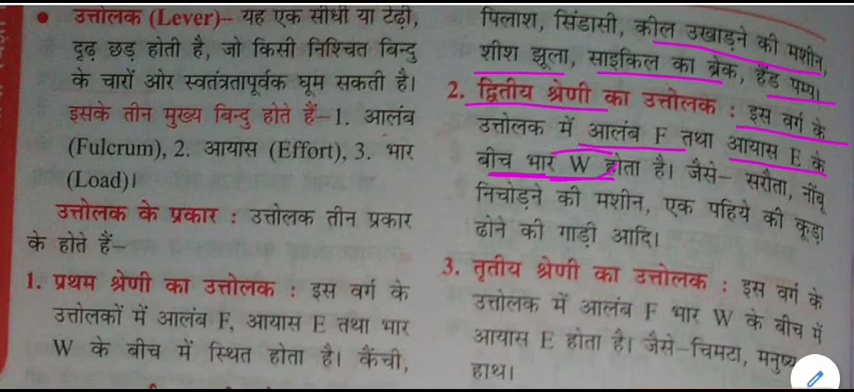 • उत्तोलक (Lever)– यह एक सीधी या टेढ़ी,
दृढ़ छड़ होती है, जो किसी निश्चित बिन्दु
के चारों ओर स्वतंत्रतापूर्वक घूम सकती है।
इसके तीन मुख्य बिन्दु होते हैं–1. आलंब
(Fulcrum), 2. आयास (Effort), 3. भार
(Load)।
उत्तोलक के प्रकार : उत्तोलक तीन प्रकार
के होते हैं–
1. प्रथम श्रेणी का उत्तोलक : इस वर्ग के
उत्तोलकों में आलंब F, आयास E तथा भार
W के बीच में स्थित होता है। कैंची,
पिलाश, सिंडासी, कील उखाड़ने की मशीन,
शीश झूला, साइकिल का ब्रेक, हैंड पम्प।
2. द्वितीय श्रेणी का उत्तोलक : इस वर्ग के
उत्तोलक में आलंब F तथा आयास E के
बीच भार W होता है। जैसे– सरौता, नींबू
निचोड़ने की मशीन, एक पहिये की कूड़ा
ढोने की गाड़ी आदि।
3. तृतीय श्रेणी का उत्तोलक : इस वर्ग के
उत्तोलक में आलंब F भार W के बीच में
आयास E होता है। जैसे–चिमटा, मनुष्य
हाथ।